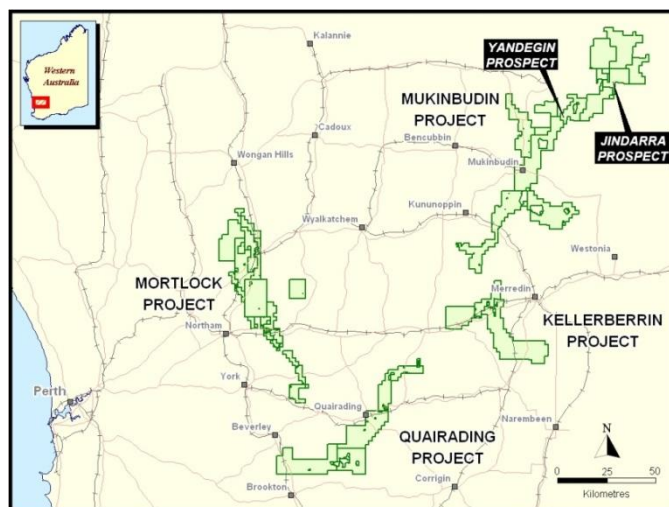 Western
Australia
Kalannie
YANDEGIN
PROSPECT
MUKINBUDIN
PROJECT
Cadoux
Bencubbin
JINDARRA
PROSPECT
Wongan Hills
Mukinbudin
Kununoppin
Wyalkatchem
Westonia
MORTLOCK
PROJECT
Merredin
Northam
KELLERBERRIN
PROJECT
York
Perth
Quairading
Beverley
Narembeen
QUAIRADING
PROJECT
N
Brookton
Corrigin
0 25 50
Kilometres